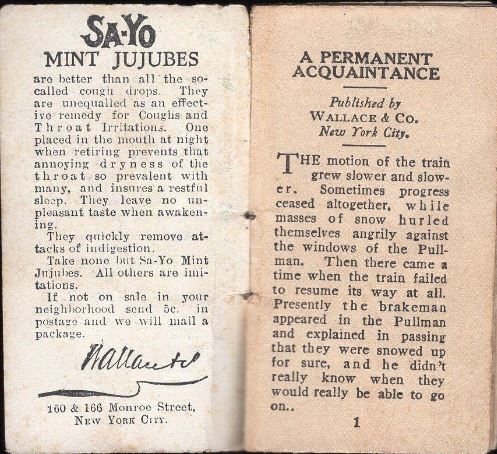 SA-YO
MINT JUJUBES
are better than all the so-
called cough drops. They
are unequalled as an effect-
ive remedy for Coughs and
Throat Irritations. One
placed in the mouth at night
when retiring prevents that
annoying dryness of the
throat so prevalent with
many, and insures a restful
sleep. They leave no un-
pleasant taste when awaken-
ing.
They quickly remove at-
tacks of indigestion.
Take none but Sa-Yo Mint
Jujubes. All others are imi-
tations.
If not on sale in your
neighborhood send 5c. in
postage and we will mail a
package.
Wallace & Co
160 & 166 Monroe Street,
NEW YORK CITY.
A PERMANENT
ACQUAINTANCE
Published by
WALLACE & CO.
New York City.
THE motion of the train
grew slower and slow-
er. Sometimes progress
ceased altogether, while
masses of snow hurled
themselves angrily against
the windows of the Pull-
man. Then there came a
time when the train failed
to resume its way at all.
Presently the brakeman
appeared in the Pullman
and explained in passing
that they were snowed up
for sure, and he didn't
really know when they
would really be able to go
on..
1